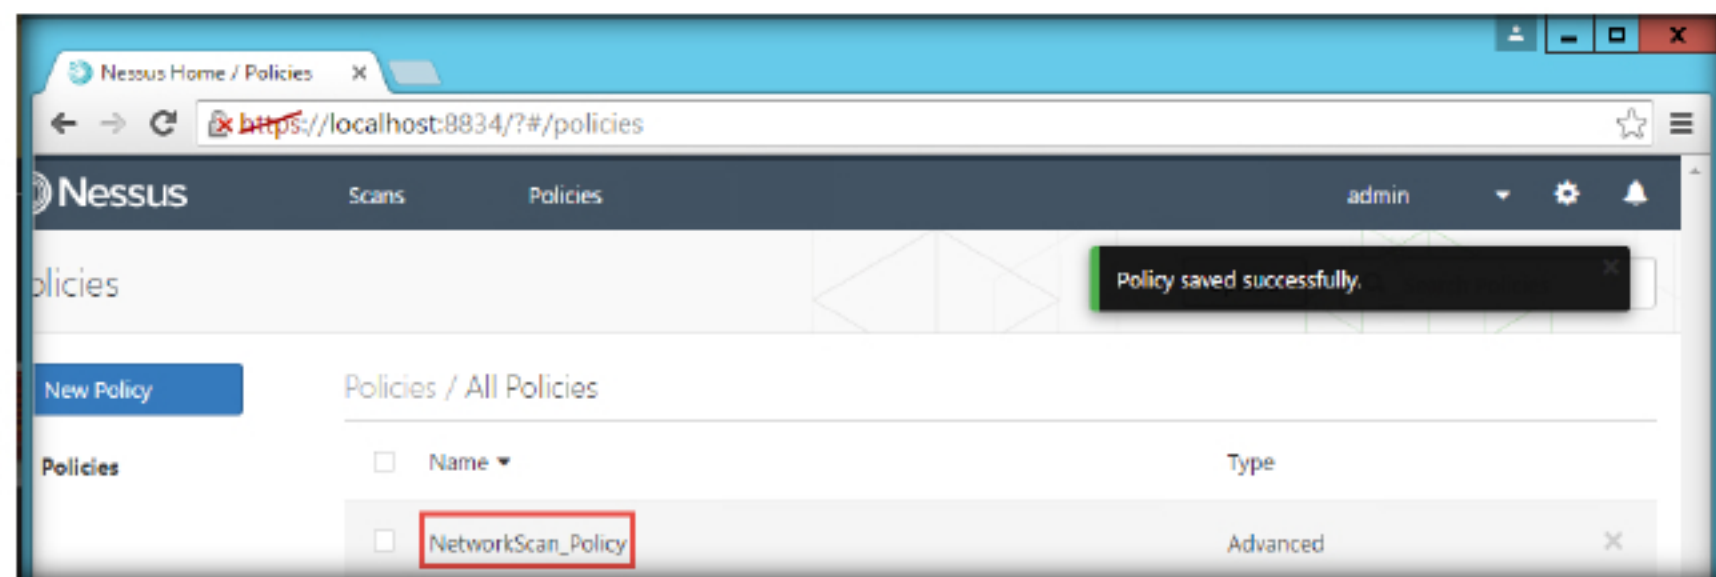 Nessus Home / Policies
https://localhost:8834/?#/policies
Nessus Scans Policies admin
olicies
Policy saved successfully.
New Policy
Policies / All Policies
Policies
Name Type
NetworkScan_Policy Advanced